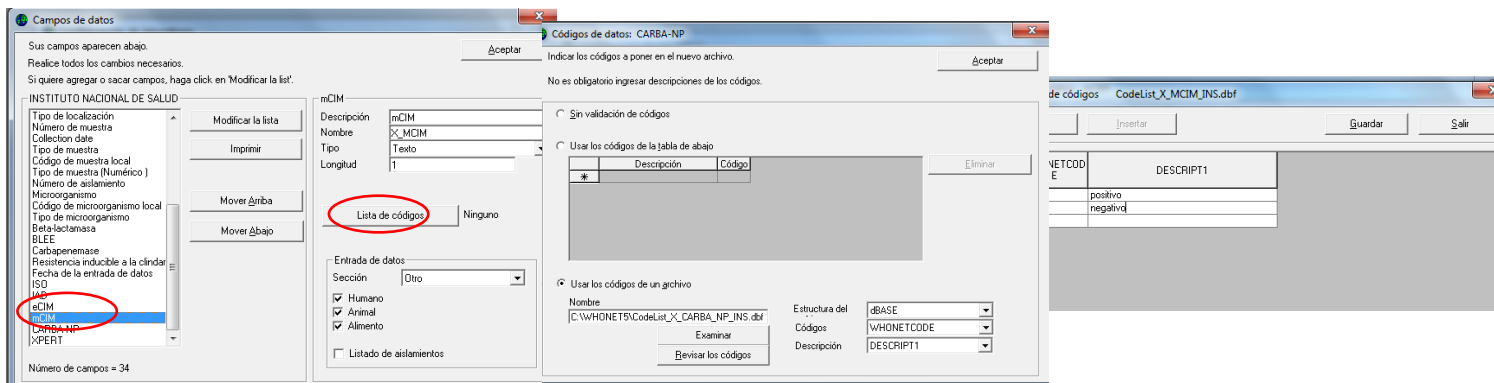 Campos de datos
Sus campos aparecen abajo.
Realice todos los cambios necesarios.
Si quiere agregar o sacar campos, haga click en 'Modificar la list'.
Aceptar
INSTITUTO NACIONAL DE SALUD
Tipo de localización
Número de muestra
Collection date
Tipo de muestra
Código de muestra local
Tipo de muestra (Numérico )
Número de aislamiento
Microorganismo
Código de microorganismo local
Tipo de microorganismo
Beta-lactamasa
BLEE
Carbapenemase
Resistencia inducible a la clindar
Fecha de la entrada de datos
ISO
IAD
eCIM
mCIM
CARBA-NP
XPERT
Número de campos = 34
Modificar la lista
Imprimir
Mover Arriba
Mover Abajo
mCIM
Descripción mCIM
Nombre X_MCIM
Tipo Texto
Longitud 1
Lista de códigos Ninguno
Entrada de datos
Sección Otro
Humano
Animal
Alimento
Listado de aislamientos
Códigos de datos: CARBA-NP
Indicar los códigos a poner en el nuevo archivo.
No es obligatorio ingresar descripciones de los códigos.
Aceptar
Sin validación de códigos
Usar los códigos de la tabla de abajo
Descripción Código
*
Eliminar
Usar los códigos de un archivo
Nombre
C:\WHONET5\CodeList_X_CARBA_NP_INS.dbf
Examinar
Revisar los códigos
Estructura del dBASE
Códigos WHONETCODE
Descripción DESCRIPT1
de códigos CodeList_X_MCIM_INS.dbf
Insertar
Guardar
Salir
NETCOD
E
DESCRIPT1
positivo
negativo